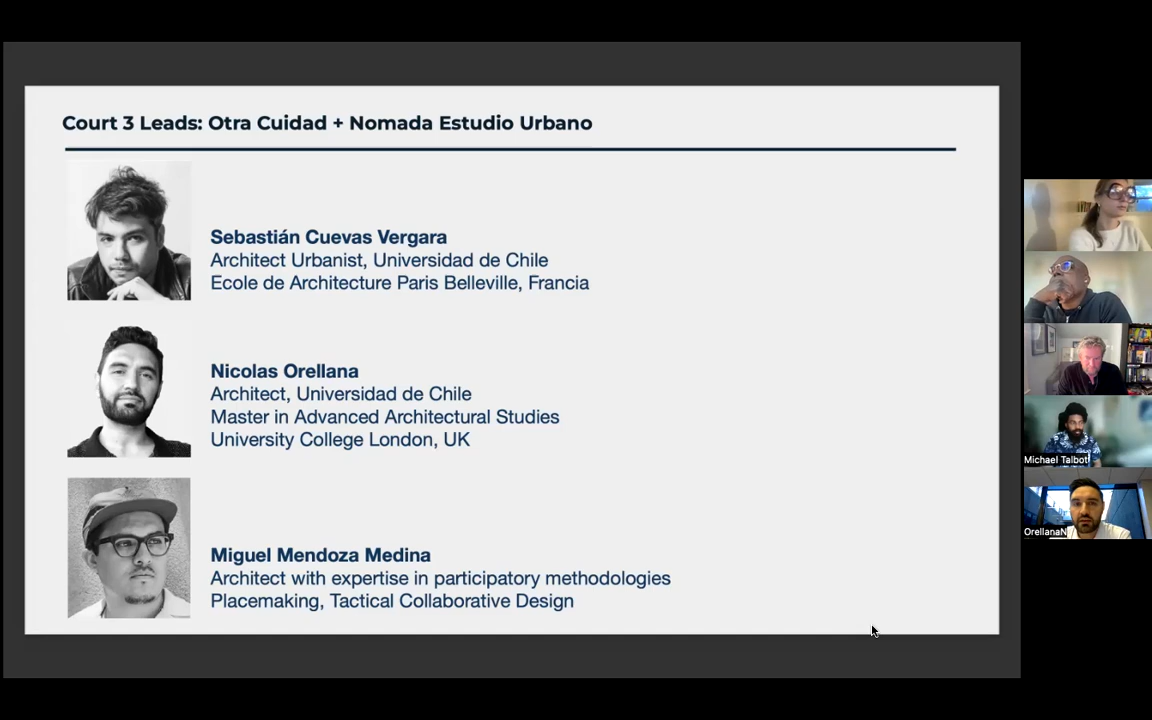 Court 3 Leads: Otra Cuidad + Nomada Estudio Urbano
Sebastián Cuevas Vergara
Architect Urbanist, Universidad de Chile
Ecole de Architecture Paris Belleville, Francia
Nicolas Orellana
Architect, Universidad de Chile
Master in Advanced Architectural Studies
University College London, UK
Miguel Mendoza Medina
Architect with expertise in participatory methodologies
Placemaking, Tactical Collaborative Design
Michael Talbot
OrellanaN